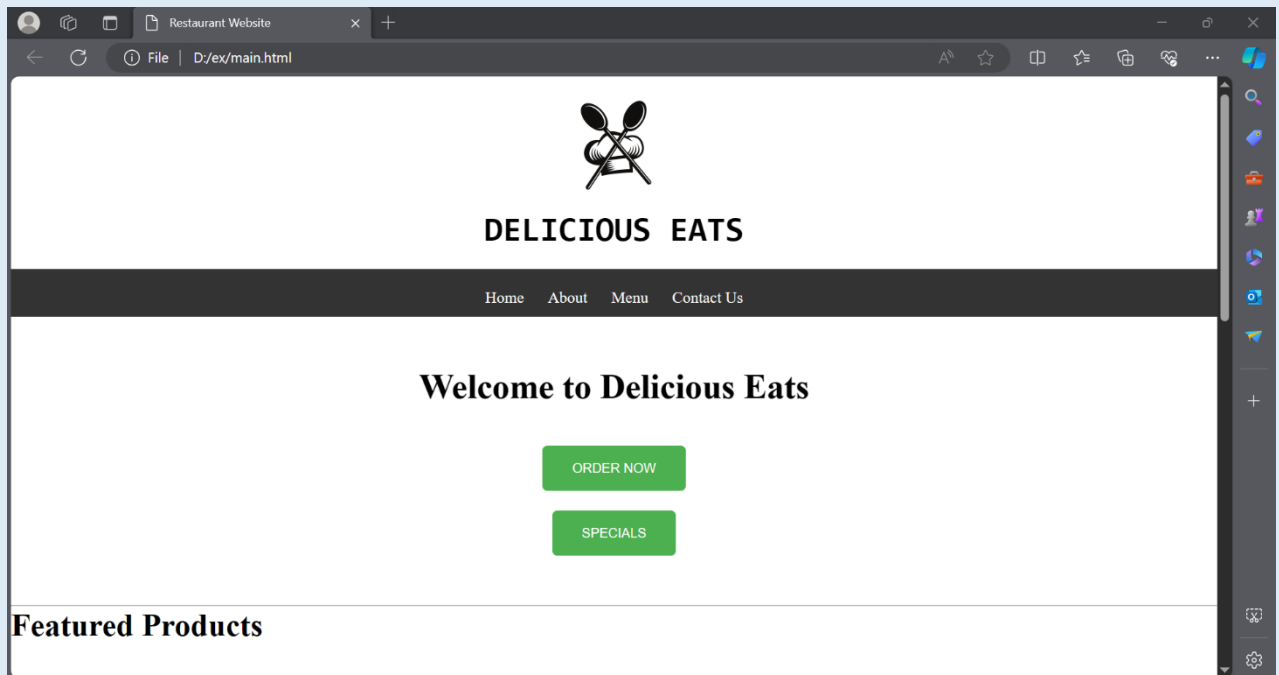 Restaurant Website
File | D:/ex/main.html
DELICIOUS EATS
Home About Menu Contact Us
Welcome to Delicious Eats
ORDER NOW
SPECIALS
Featured Products